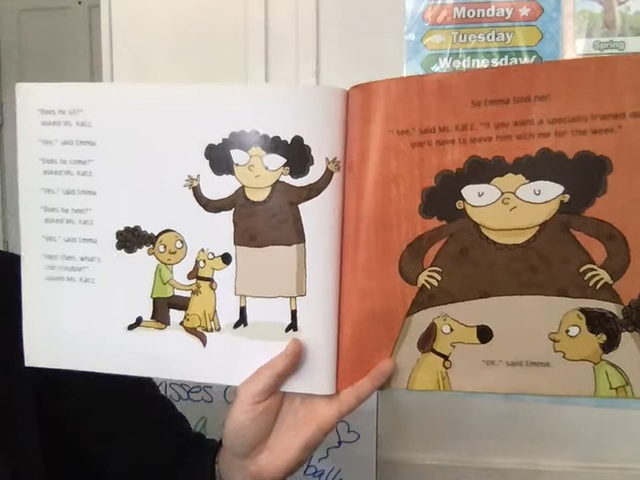 Monday
Tuesday
Wednesday
Spring
"Does he sit?"
asked Ms. Katz.
"Yes," said Emma.
"Does he come?"
asked Ms. Katz.
"Yes," said Emma.
"Does he heel?"
asked Ms. Katz.
"Yes," said Emma.
"Well then, what's
the trouble?"
asked Ms. Katz.
So Emma told her.
"I see," said Ms. Katz. "If you want a specially trained
you'll have to leave him with me for the week."
"OK," said Emma.